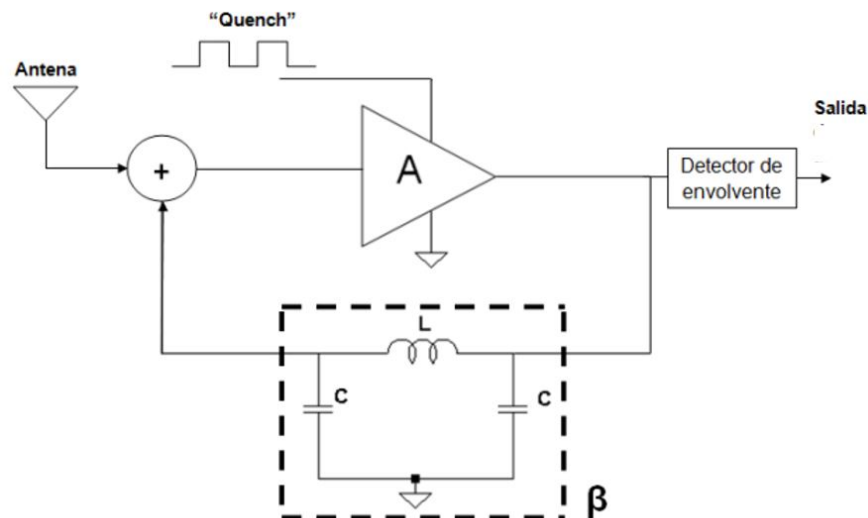 “Quench”
Antena
Salida
+
A
Detector de
envolvente
L
C
C
β